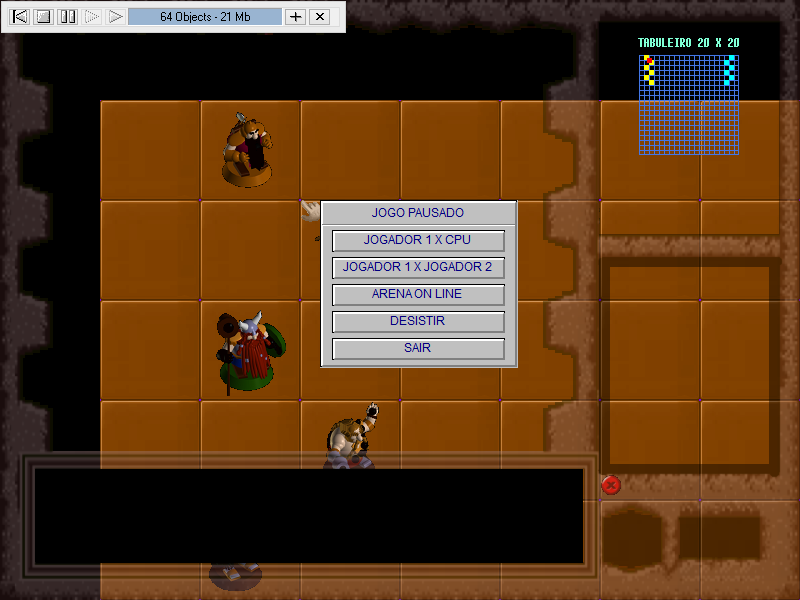 64 Objects - 21 Mb
TABULEIRO 20 X 20
JOGO PAUSADO
JOGADOR 1 X CPU
JOGADOR 1 X JOGADOR 2
ARENA ON LINE
DESISTIR
SAIR